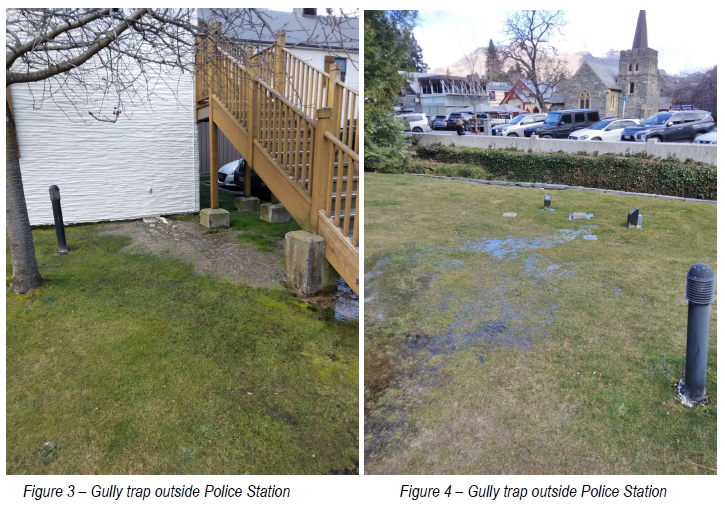 Figure 3 – Gully trap outside Police Station
Figure 4 – Gully trap outside Police Station